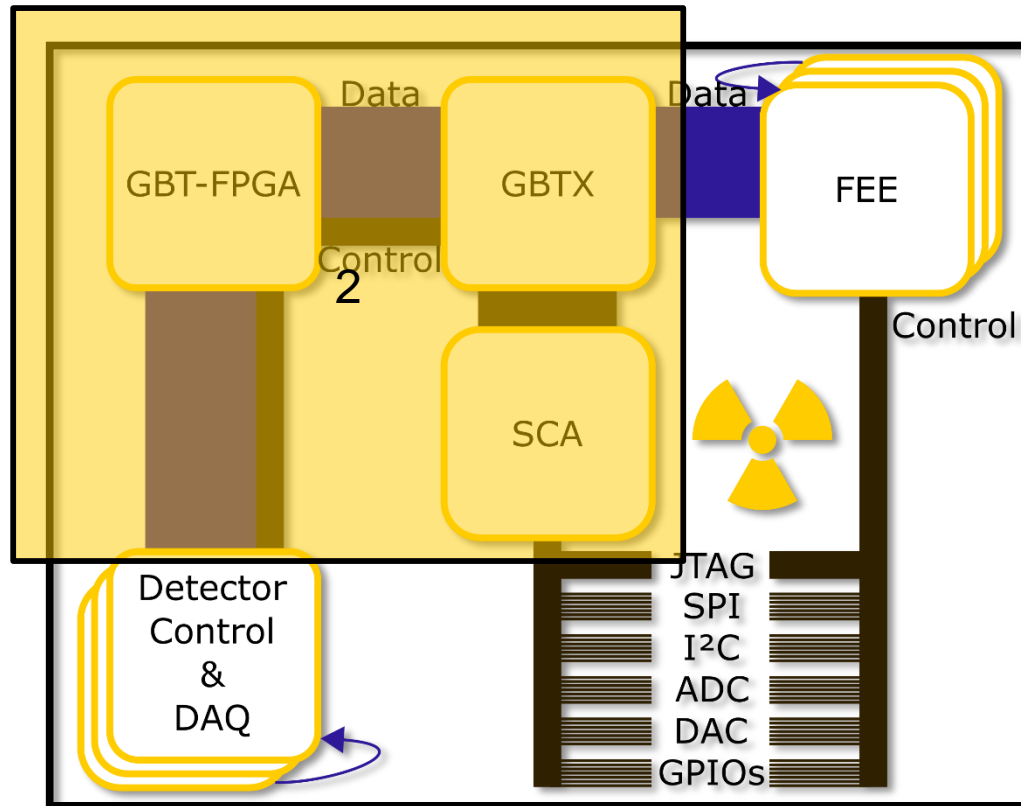 Data
Data
GBT-FPGA
GBTX
FEE
Control
2
Control
SCA
JTAG
SPI
I²C
ADC
DAC
GPIOs
Detector
Control
&
DAQ